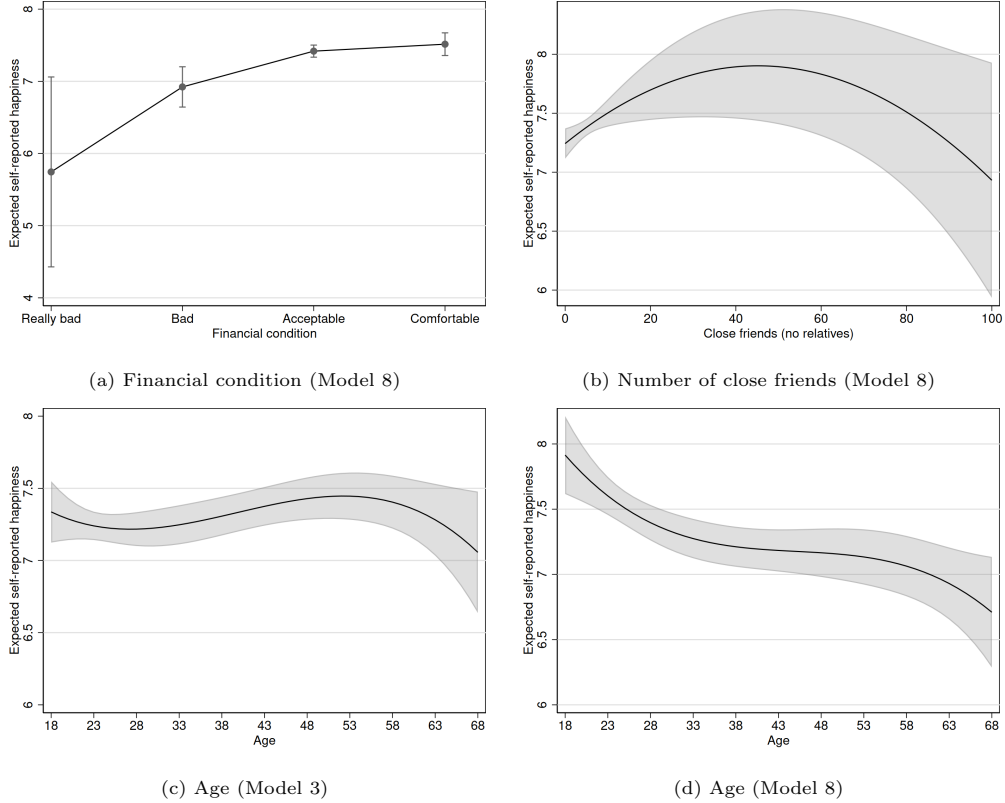 Expected self-reported happiness
8
7
6
5
4
Really bad Bad Acceptable Comfortable
Financial condition
(a) Financial condition (Model 8)
Expected self-reported happiness
8
7.5
7
6.5
6
0 20 40 60 80 100
Close friends (no relatives)
(b) Number of close friends (Model 8)
Expected self-reported happiness
8
7.5
7
6.5
6
18 23 28 33 38 43 48 53 58 63 68
Age
(c) Age (Model 3)
Expected self-reported happiness
8
7.5
7
6.5
6
18 23 28 33 38 43 48 53 58 63 68
Age
(d) Age (Model 8)